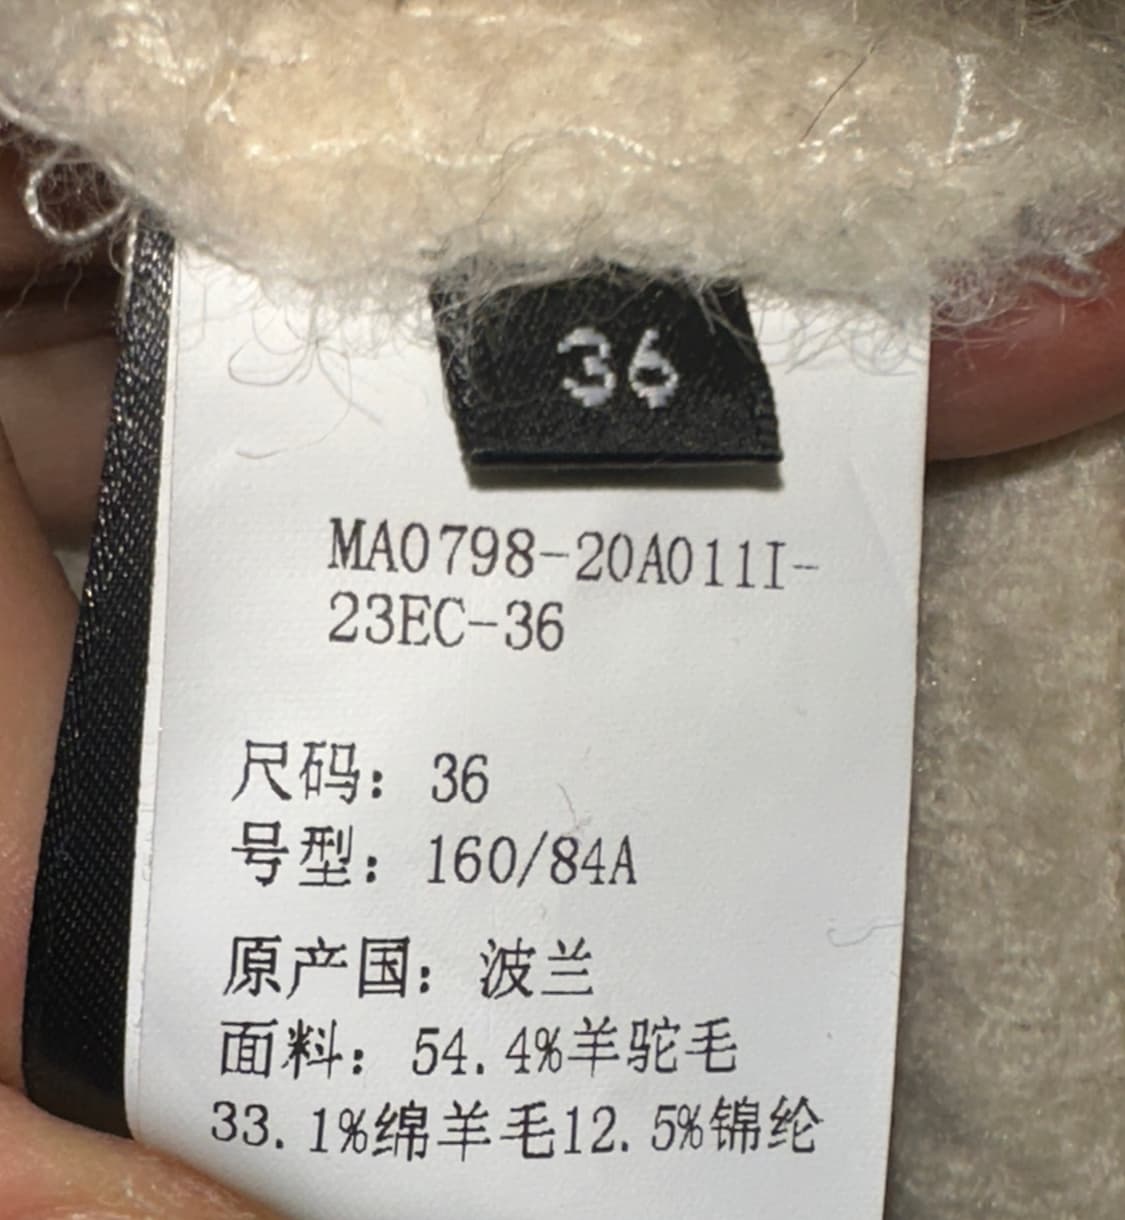 36
MA0798-20A011I-
23EC-36
尺码：36
号型：160/84A
原产国：波兰
面料：54.4%羊驼毛
33.1%绵羊毛12.5%锦纶